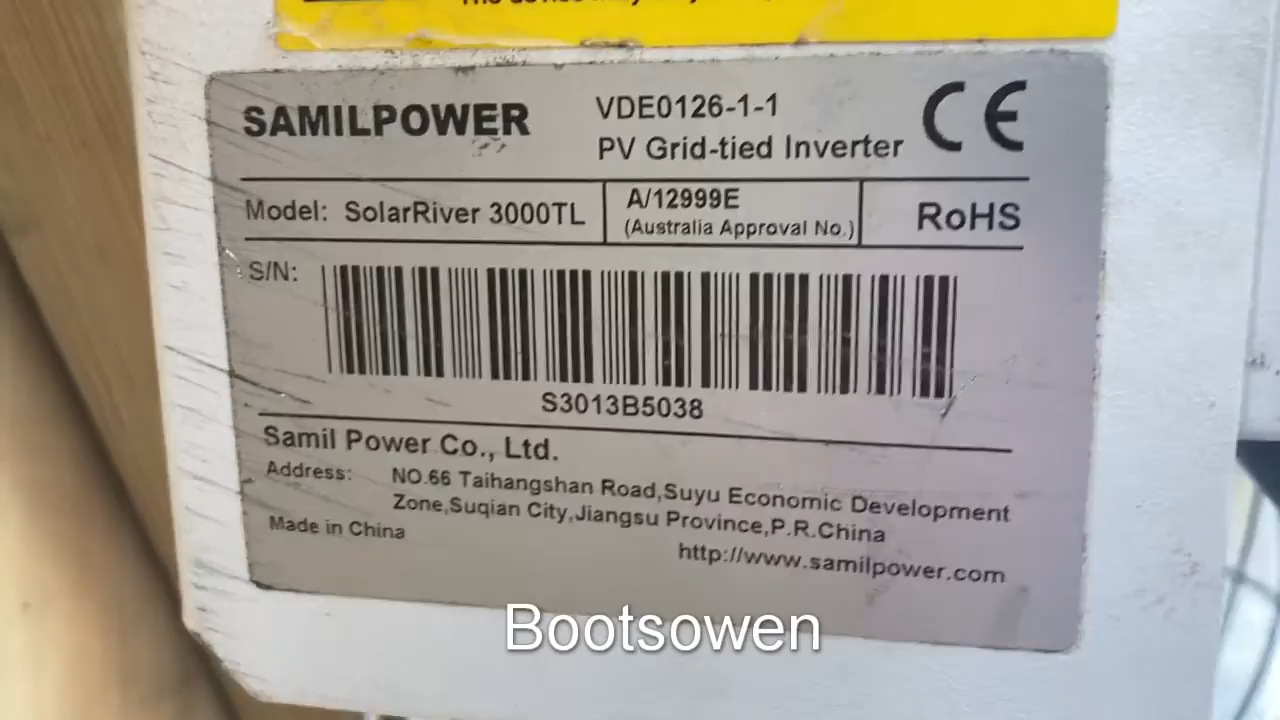 SAMILPOWER
VDE0126-1-1
PV Grid-tied Inverter
CE
Model: SolarRiver 3000TL
A/12999E
(Australia Approval No.)
RoHS
S/N:
S3013B5038
Samil Power Co., Ltd.
Address: NO.66 Taihangshan Road,Suyu Economic Development
Zone,Suqian City,Jiangsu Province,P.R.China
Made in China
http://www.samilpower.com
Bootsowen